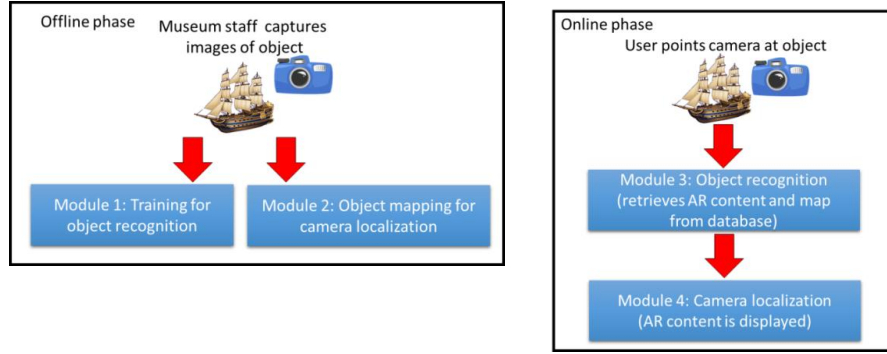 Offline phase
Museum staff captures
images of object
Module 1: Training for
object recognition
Module 2: Object mapping for
camera localization
Online phase
User points camera at object
Module 3: Object recognition
(retrieves AR content and map
from database)
Module 4: Camera localization
(AR content is displayed)